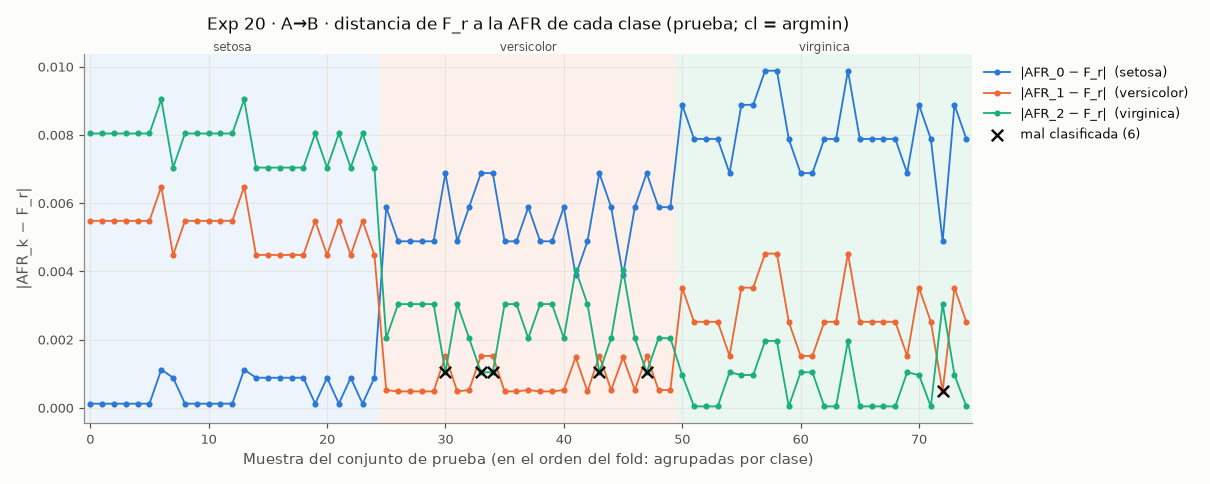 Exp 20 · A→B · distancia de F_r a la AFR de cada clase (prueba; cl = argmin)
setosa
versicolor
virginica
|AFR_k − F_r|
0.010
0.008
0.006
0.004
0.002
0.000
0
10
20
30
40
50
60
70
Muestra del conjunto de prueba (en el orden del fold: agrupadas por clase)
|AFR_0 − F_r| (setosa)
|AFR_1 − F_r| (versicolor)
|AFR_2 − F_r| (virginica)
mal clasificada (6)